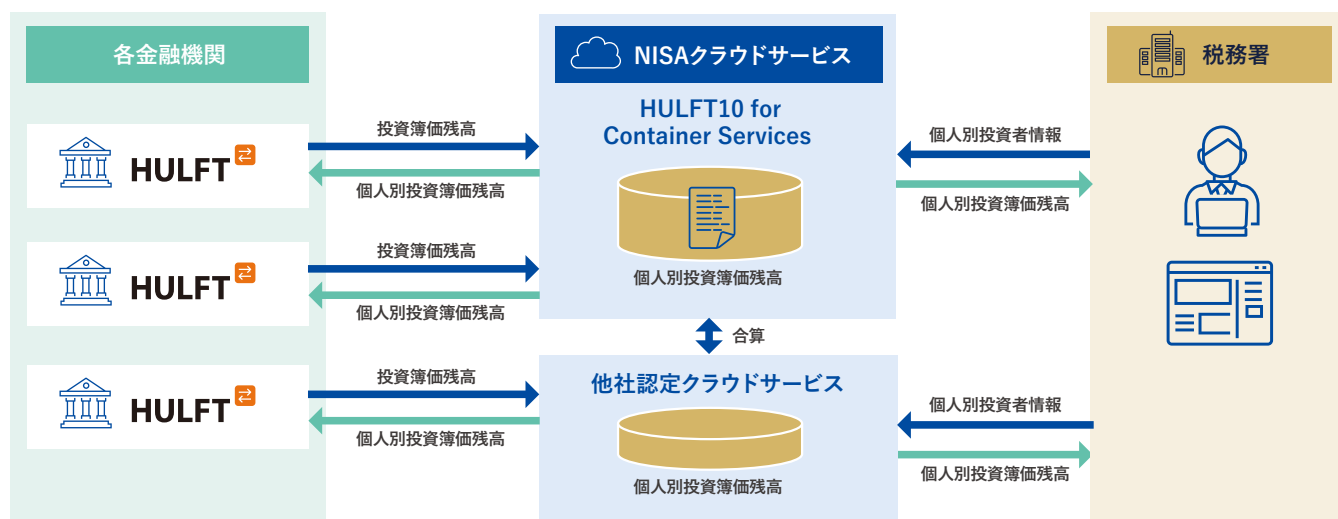 各金融機関
HULFT
投資簿価残高
個人別投資簿価残高
HULFT
投資簿価残高
個人別投資簿価残高
HULFT
投資簿価残高
個人別投資簿価残高
NISAクラウドサービス
HULFT10 for
Container Services
個人別投資簿価残高
合算
他社認定クラウドサービス
個人別投資簿価残高
個人別投資者情報
個人別投資簿価残高
個人別投資者情報
個人別投資簿価残高
税務署